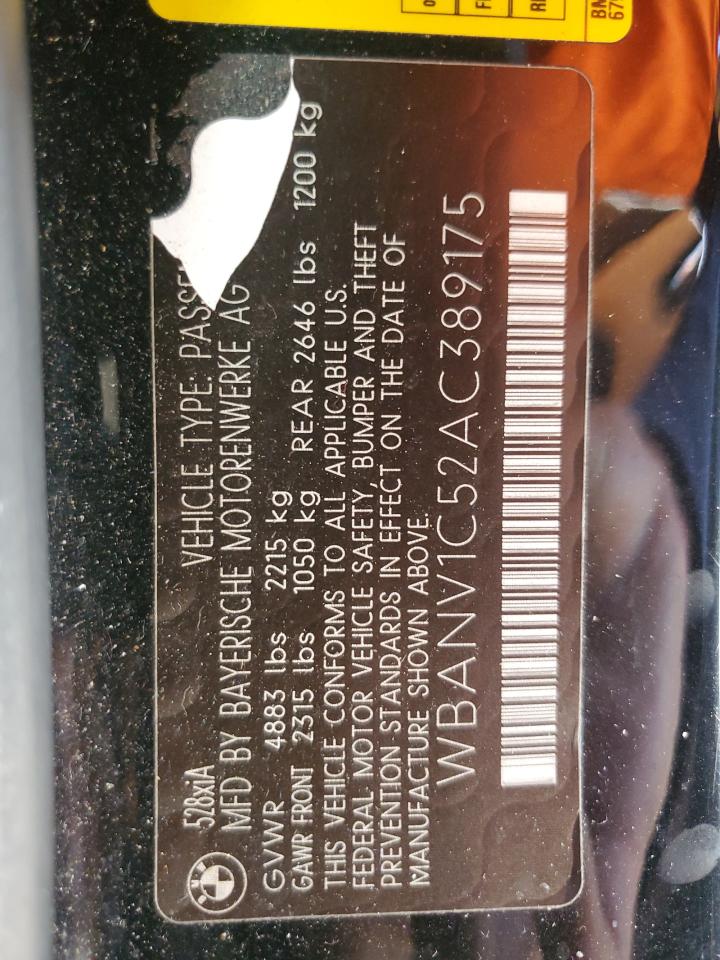 528xiA VEHICLE TYPE: PASSE
MFD BY BAYERISCHE MOTORENWERKE AG
GVWR 4883 lbs 2215 kg
GAWR FRONT 2315 lbs 1050 kg REAR 2646 lbs 1200 kg
THIS VEHICLE CONFORMS TO ALL APPLICABLE U.S.
FEDERAL MOTOR VEHICLE SAFETY, BUMPER AND THEFT
PREVENTION STANDARDS IN EFFECT ON THE DATE OF
MANUFACTURE SHOWN ABOVE.
WBANV1C52AC389175